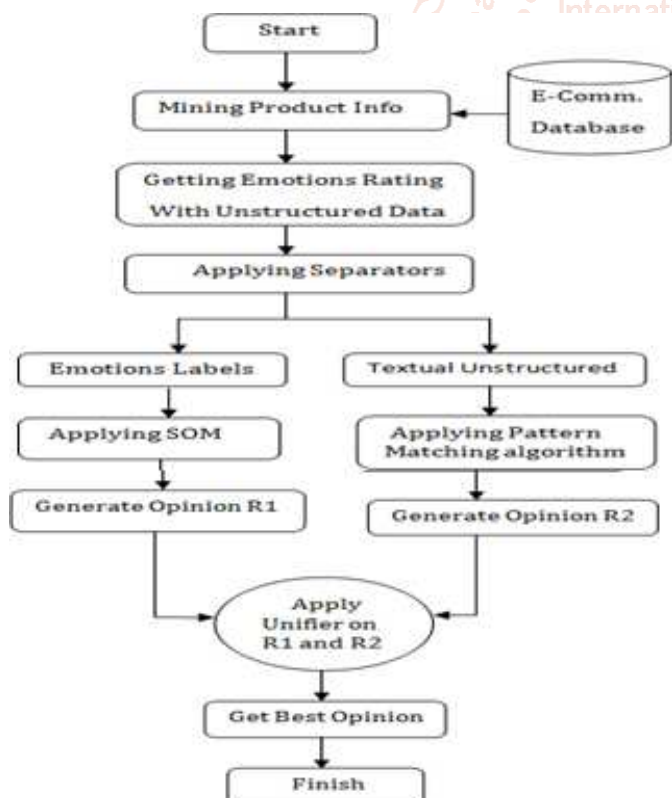 Internat
Start
E-Comm.
Database
Mining Product Info
Getting Emotions Rating
With Unstructured Data
Applying Separators
Emotions Labels
Textual Unstructured
Applying SOM
Applying Pattern
Matching algorithm
Generate Opinion R1
Generate Opinion R2
Apply
Unifier on
R1 and R2
Get Best Opinion
Finish